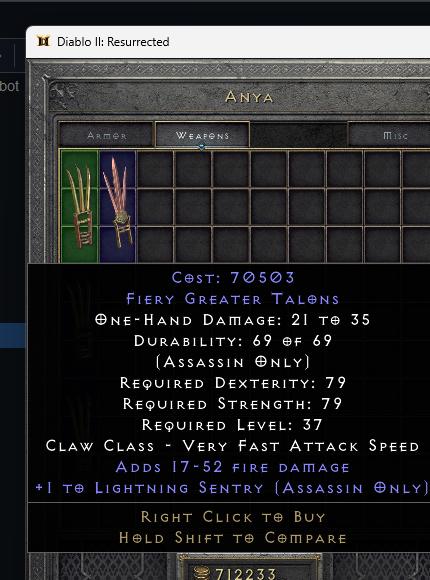 Diablo II: Resurrected
bot
Anya
Armor Weapons Misc
Cost: 70503
Fiery Greater Talons
One-Hand Damage: 21 to 35
Durability: 69 of 69
(Assassin Only)
Required Dexterity: 79
Required Strength: 79
Required Level: 37
Claw Class - Very Fast Attack Speed
Adds 17-52 fire damage
+1 to Lightning Sentry (Assassin Only)
Right Click to Buy
Hold Shift to Compare
712233